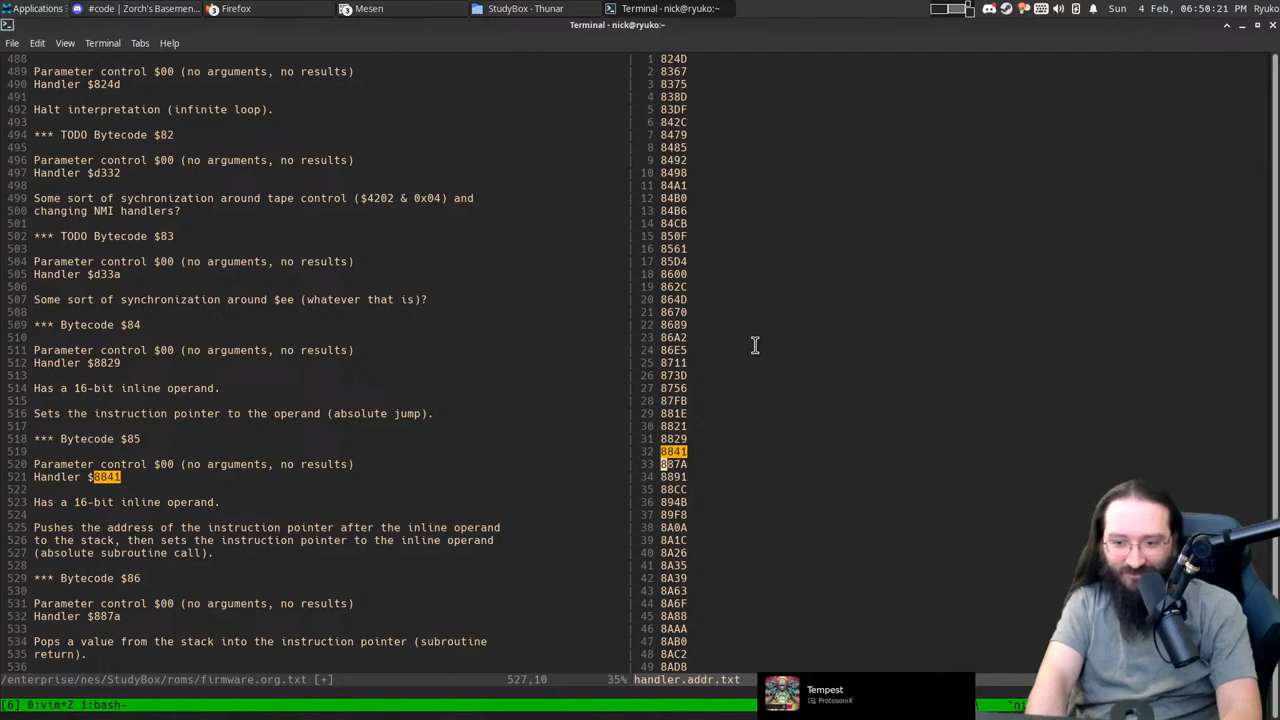 Applications
#code | Zorch's Basemen...
Firefox
Mesen
StudyBox - Thunar
Terminal - nick@ryuko:~
Sun 4 Feb, 06:50:21 PM Ryuko
Terminal - nick@ryuko:~
File Edit View Terminal Tabs Help
488
489 Parameter control $00 (no arguments, no results)
490 Handler $824d
491
492 Halt interpretation (infinite loop).
493
494 *** TODO Bytecode $82
495
496 Parameter control $00 (no arguments, no results)
497 Handler $d332
498
499 Some sort of sychronization around tape control ($4202 & 0x04) and
500 changing NMI handlers?
501
502 *** TODO Bytecode $83
503
504 Parameter control $00 (no arguments, no results)
505 Handler $d33a
506
507 Some sort of synchronization around $ee (whatever that is)?
508
509 *** Bytecode $84
510
511 Parameter control $00 (no arguments, no results)
512 Handler $8829
513
514 Has a 16-bit inline operand.
515
516 Sets the instruction pointer to the operand (absolute jump).
517
518 *** Bytecode $85
519
520 Parameter control $00 (no arguments, no results)
521 Handler $8841
522
523 Has a 16-bit inline operand.
524
525 Pushes the address of the instruction pointer after the inline operand
526 to the stack, then sets the instruction pointer to the inline operand
527 (absolute subroutine call).
528
529 *** Bytecode $86
530
531 Parameter control $00 (no arguments, no results)
532 Handler $887a
533
534 Pops a value from the stack into the instruction pointer (subroutine
535 return).
536
/enterprise/nes/StudyBox/roms/firmware.org.txt [+] 527,10 35%
1 824D
2 8367
3 8375
4 838D
5 83DF
6 842C
7 8479
8 8485
9 8492
10 8498
11 84A1
12 84B0
13 84B6
14 84CB
15 850F
16 8561
17 85D4
18 8600
19 862C
20 864D
21 8670
22 8689
23 86A2
24 86E5
25 8711
26 873D
27 8756
28 87FB
29 881E
30 8821
31 8829
32 8841
33 887A
34 8891
35 88CC
36 894B
37 89F8
38 8A0A
39 8A1C
40 8A26
41 8A35
42 8A39
43 8A63
44 8A6F
45 8A88
46 8AAA
47 8AB0
48 8AC2
49 8AD8
handler.addr.txt
[6] 0:vim*Z 1:bash-
Tempest
ProtosoniX